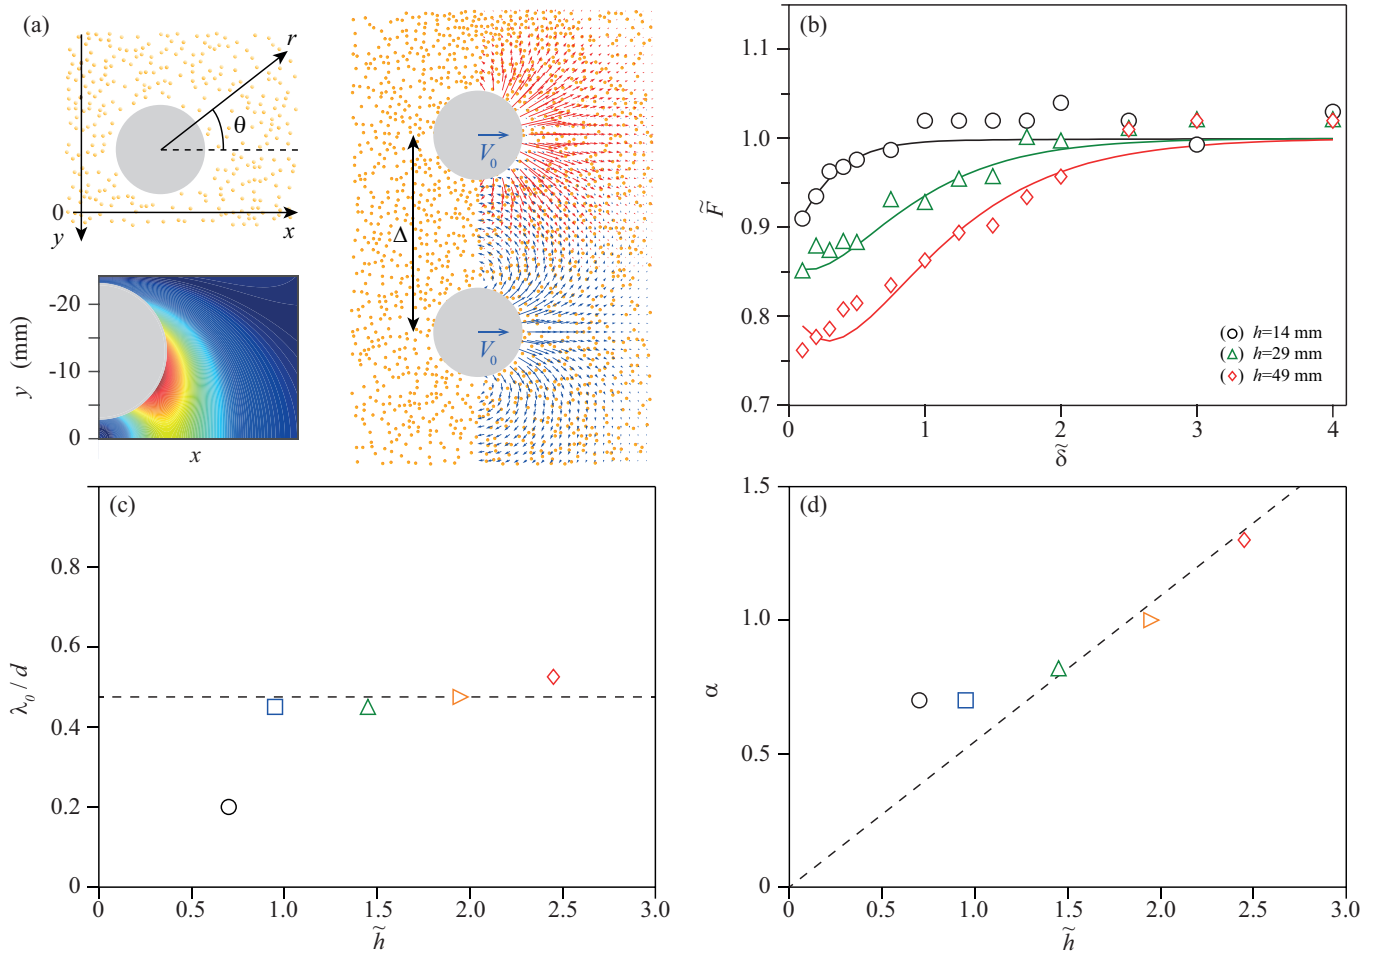 (a)
r
θ
0
y
x
V₀
Δ
V₀
-20
-10
0
y (mm)
x
(b)
1.1
1.0
0.9
0.8
0.7
F̃
0
1
2
3
4
δ̃
( ) h=14 mm
( ) h=29 mm
( ) h=49 mm
(c)
0.8
0.6
0.4
0.2
0
λ₀ / d
0
1.0
1.5
2.0
2.5
3.0
h̃
(d)
1.5
1.0
0.5
0
α
0
0.5
1.0
1.5
2.0
2.5
3.0
h̃